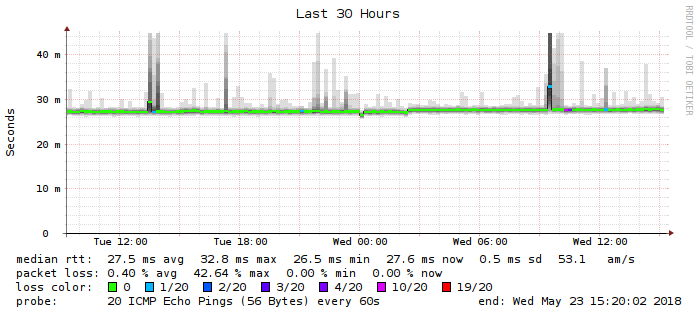 Last 30 Hours
RRDTOOL / TOBI OETIKER
Seconds
40 m
30 m
20 m
10 m
0
Tue 12:00 Tue 18:00 Wed 00:00 Wed 06:00 Wed 12:00
median rtt: 27.5 ms avg 32.8 ms max 26.5 ms min 27.6 ms now 0.5 ms sd 53.1 am/s
packet loss: 0.40 % avg 42.64 % max 0.00 % min 0.00 % now
loss color: 0 1/20 2/20 3/20 4/20 10/20 19/20
probe: 20 ICMP Echo Pings (56 Bytes) every 60s end: Wed May 23 15:20:02 2018